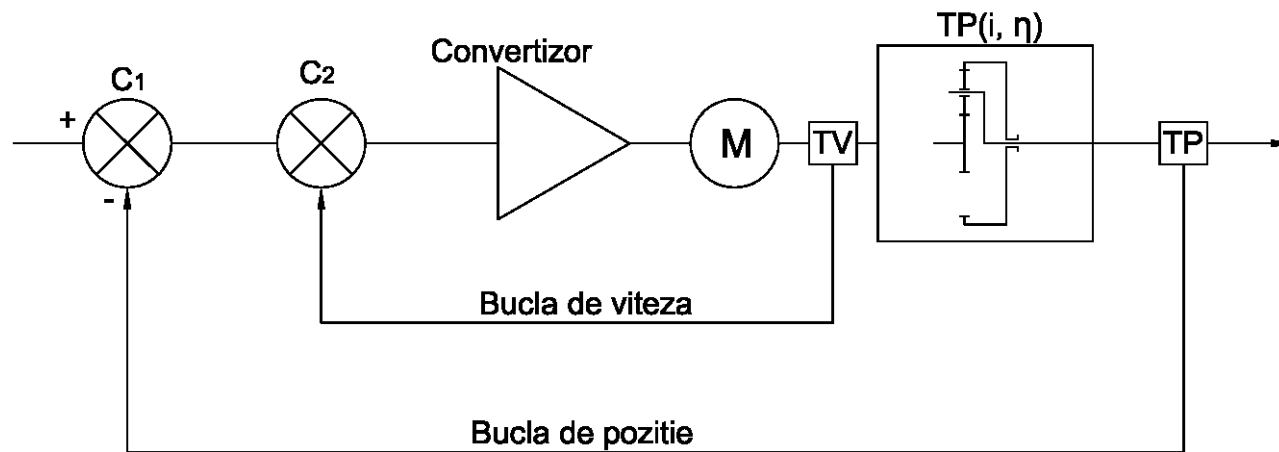 TP(i, η)
Convertizor
C1
C2
+
M
TV
TP
-
Bucla de viteza
Bucla de pozitie